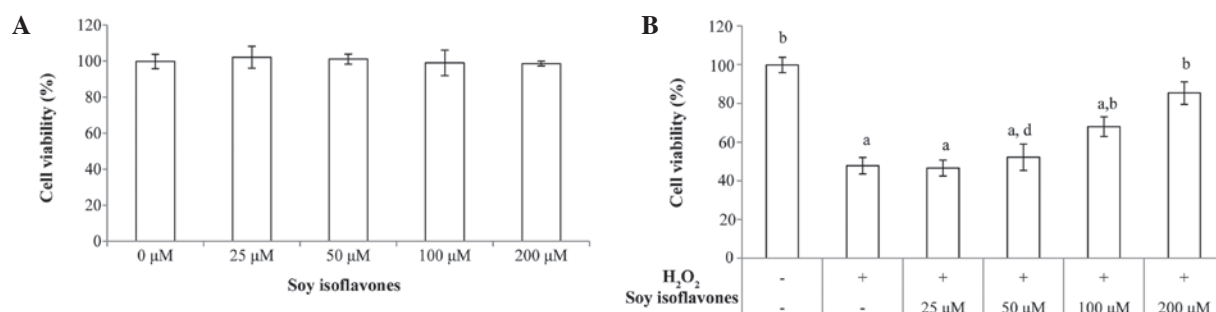 A
120
100
80
60
40
20
0
Cell viability (%)
0 μM 25 μM 50 μM 100 μM 200 μM
Soy isoflavones
B
120
100
80
60
40
20
0
Cell viability (%)
b a a a, d a,b b
H₂O₂ - + + + + +
Soy isoflavones - - 25 μM 50 μM 100 μM 200 μM